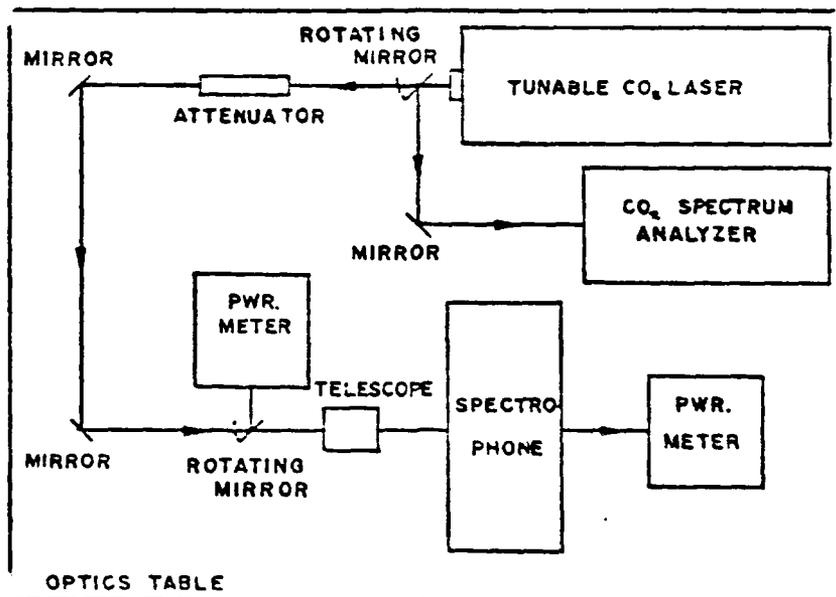 ROTATING
MIRROR
MIRROR
ATTENUATOR
TUNABLE CO₂ LASER
MIRROR
CO₂ SPECTRUM
ANALYZER
PWR.
METER
TELESCOPE
SPECTRO-
PHONE
PWR.
METER
MIRROR
ROTATING
MIRROR
OPTICS TABLE